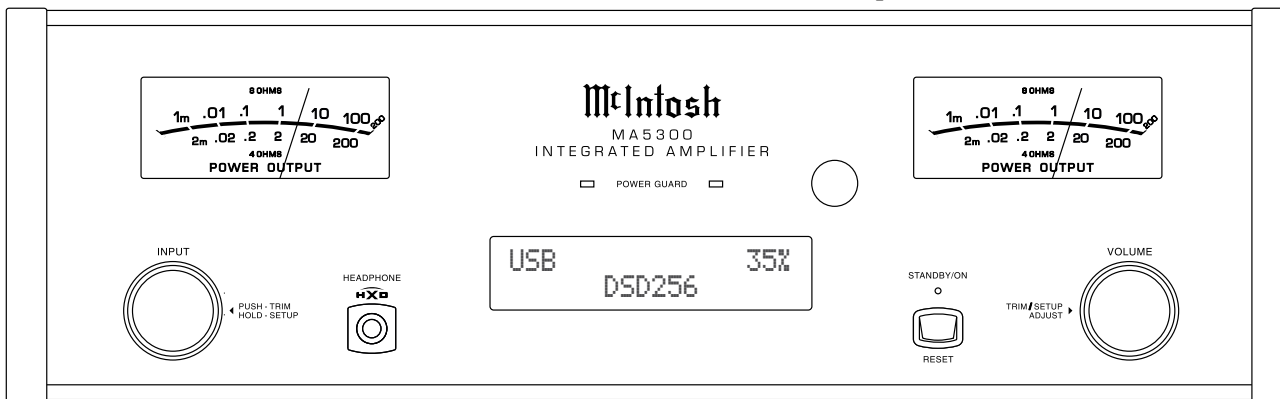 8 OHMS
1m .01 .1 1 10 100 200
2m .02 .2 2 20 200
4 OHMS
POWER OUTPUT
McIntosh
MA5300
INTEGRATED AMPLIFIER
POWER GUARD
8 OHMS
1m .01 .1 1 10 100 200
2m .02 .2 2 20 200
4 OHMS
POWER OUTPUT
INPUT
PUSH - TRIM
HOLD - SETUP
HEADPHONE
HXD
USB 35%
DSD256
STANDBY/ON
RESET
VOLUME
TRIM/SETUP
ADJUST